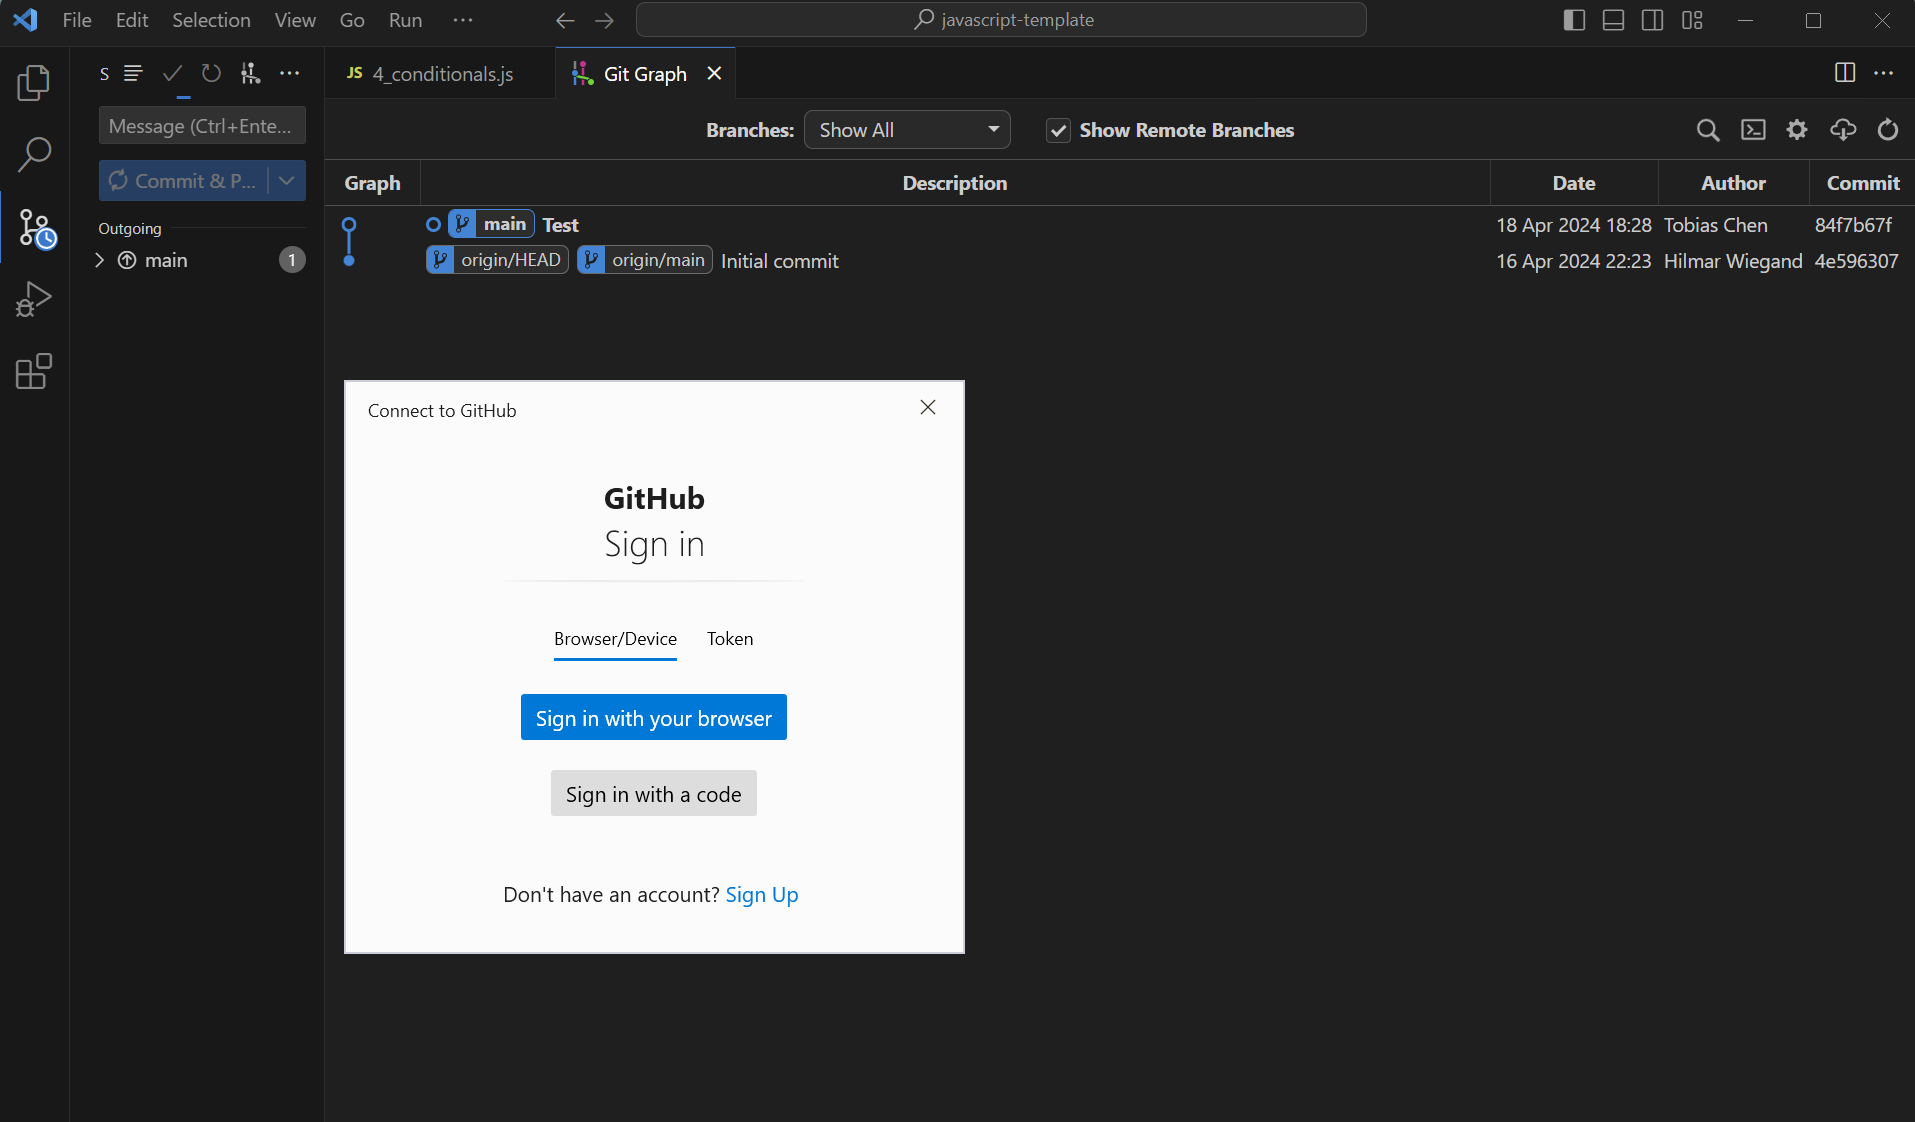 File Edit Selection View Go Run ···
javascript-template
S
JS 4_conditionals.js
Git Graph
Message (Ctrl+Ente...
Commit & P...
Outgoing
main 1
Branches: Show All Show Remote Branches
Graph Description Date Author Commit
main Test 18 Apr 2024 18:28 Tobias Chen 84f7b67f
origin/HEAD origin/main Initial commit 16 Apr 2024 22:23 Hilmar Wiegand 4e596307
Connect to GitHub
GitHub
Sign in
Browser/Device Token
Sign in with your browser
Sign in with a code
Don't have an account? Sign Up